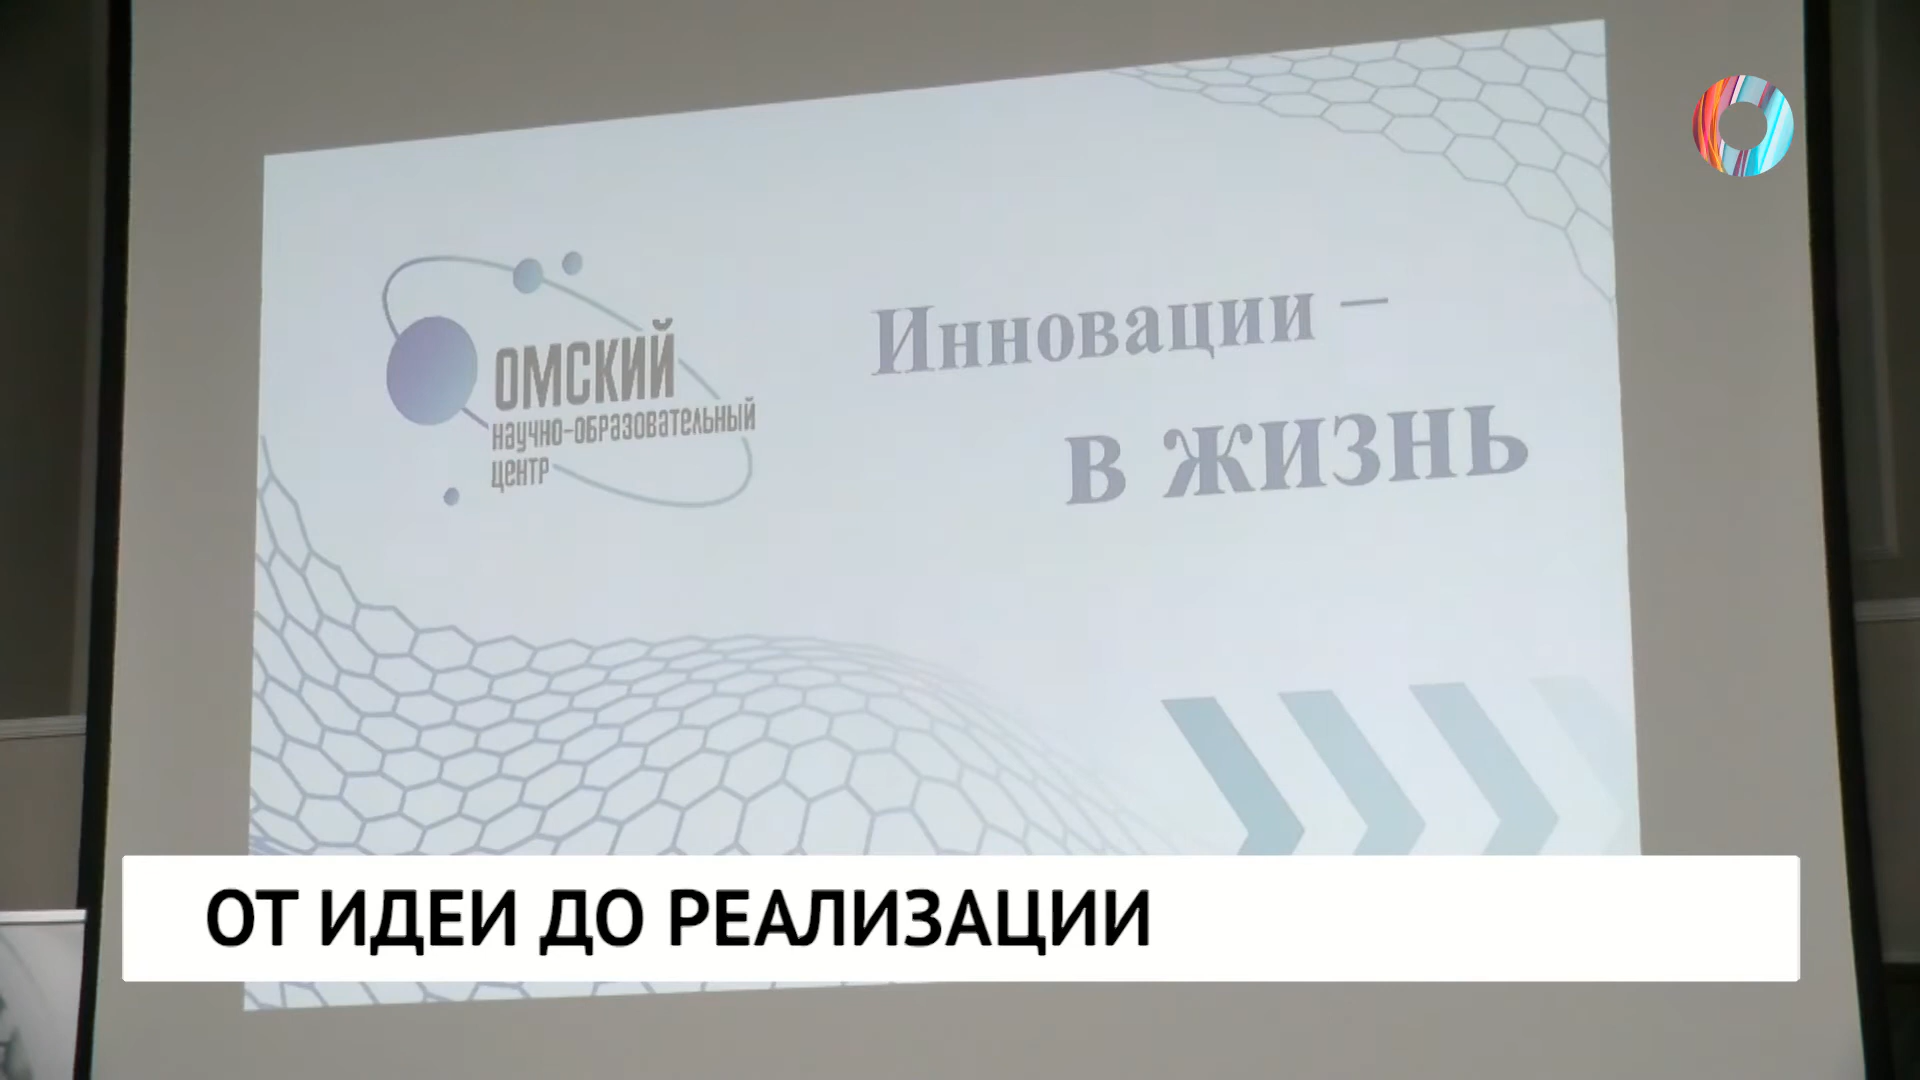 Инновации –
в жизнь
ОМСКИЙ
научно-образовательный
центр
ОТ ИДЕИ ДО РЕАЛИЗАЦИИ